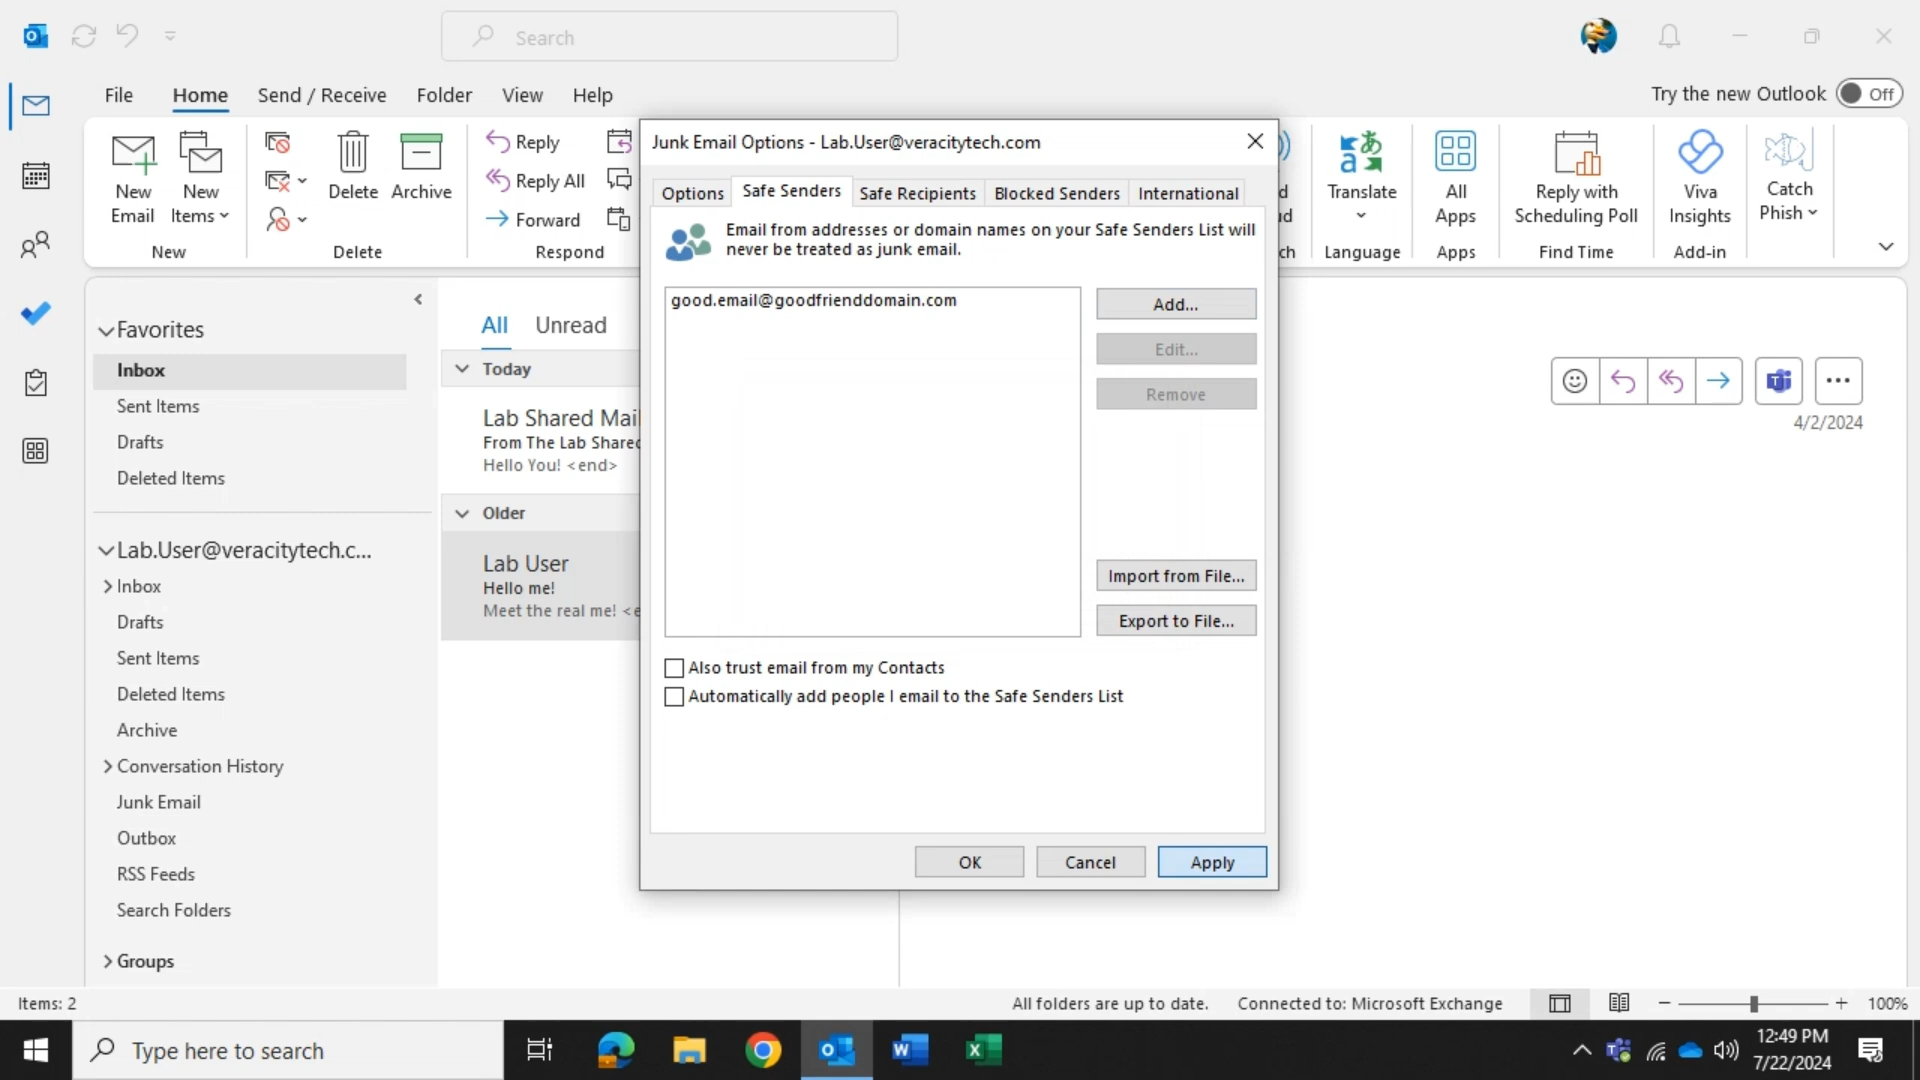 Search
File
Home
Send / Receive
Folder
View
Help
Try the new Outlook
Off
New
Email
New
Items
New
Delete
Archive
Delete
Reply
Reply All
Forward
Respond
Translate
Language
All
Apps
Apps
Reply with
Scheduling Poll
Find Time
Viva
Insights
Add-in
Catch
Phish
Junk Email Options - Lab.User@veracitytech.com
Options
Safe Senders
Safe Recipients
Blocked Senders
International
Email from addresses or domain names on your Safe Senders List will
never be treated as junk email.
good.email@goodfrienddomain.com
Add...
Edit...
Remove
Import from File...
Export to File...
Also trust email from my Contacts
Automatically add people I email to the Safe Senders List
OK
Cancel
Apply
Favorites
Inbox
Sent Items
Drafts
Deleted Items
Lab.User@veracitytech.c...
Inbox
Drafts
Sent Items
Deleted Items
Archive
Conversation History
Junk Email
Outbox
RSS Feeds
Search Folders
Groups
All
Unread
Today
Lab Shared Mai
From The Lab Shared
Hello You! <end>
Older
Lab User
Hello me!
Meet the real me! <e
4/2/2024
Items: 2
All folders are up to date.
Connected to: Microsoft Exchange
100%
Type here to search
12:49 PM
7/22/2024